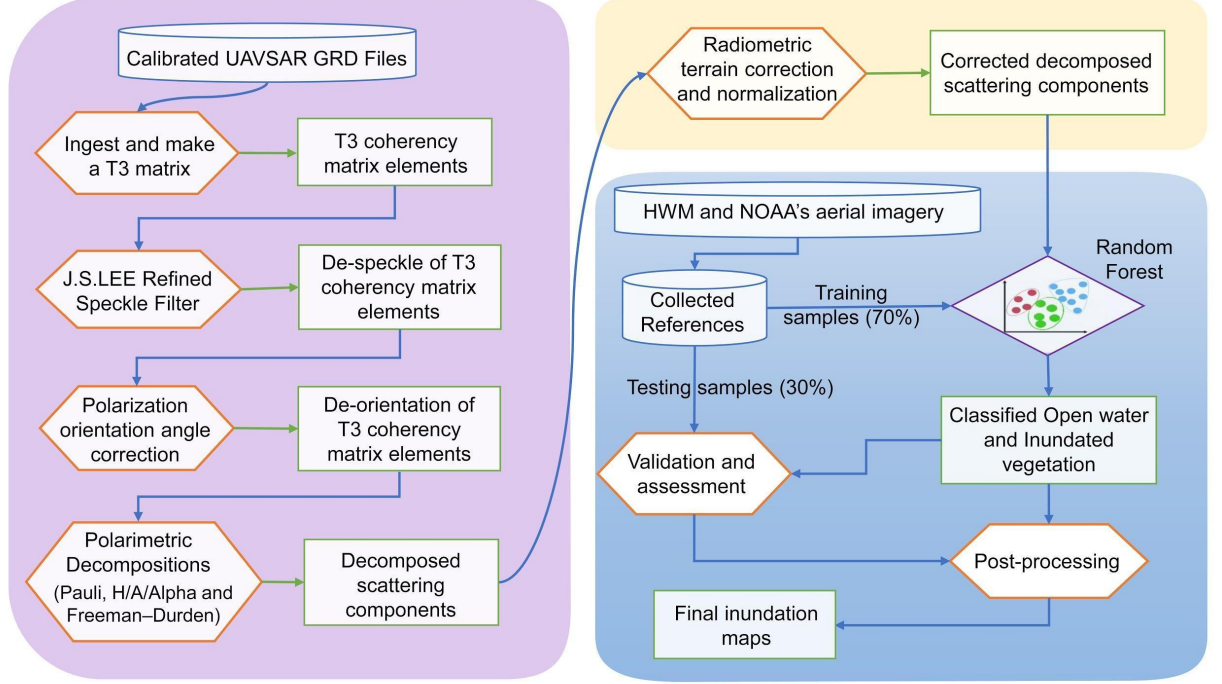 Calibrated UAVSAR GRD Files
Ingest and make
a T3 matrix
T3 coherency
matrix elements
J.S.LEE Refined
Speckle Filter
De-speckle of T3
coherency matrix
elements
Polarization
orientation angle
correction
De-orientation of
T3 coherency
matrix elements
Polarimetric
Decompositions
(Pauli, H/A/Alpha and
Freeman–Durden)
Decomposed
scattering
components
Radiometric
terrain correction
and normalization
Corrected decomposed
scattering components
HWM and NOAA's aerial imagery
Collected
References
Training
samples (70%)
Random
Forest
Testing samples (30%)
Classified Open water
and Inundated
vegetation
Validation and
assessment
Post-processing
Final inundation
maps